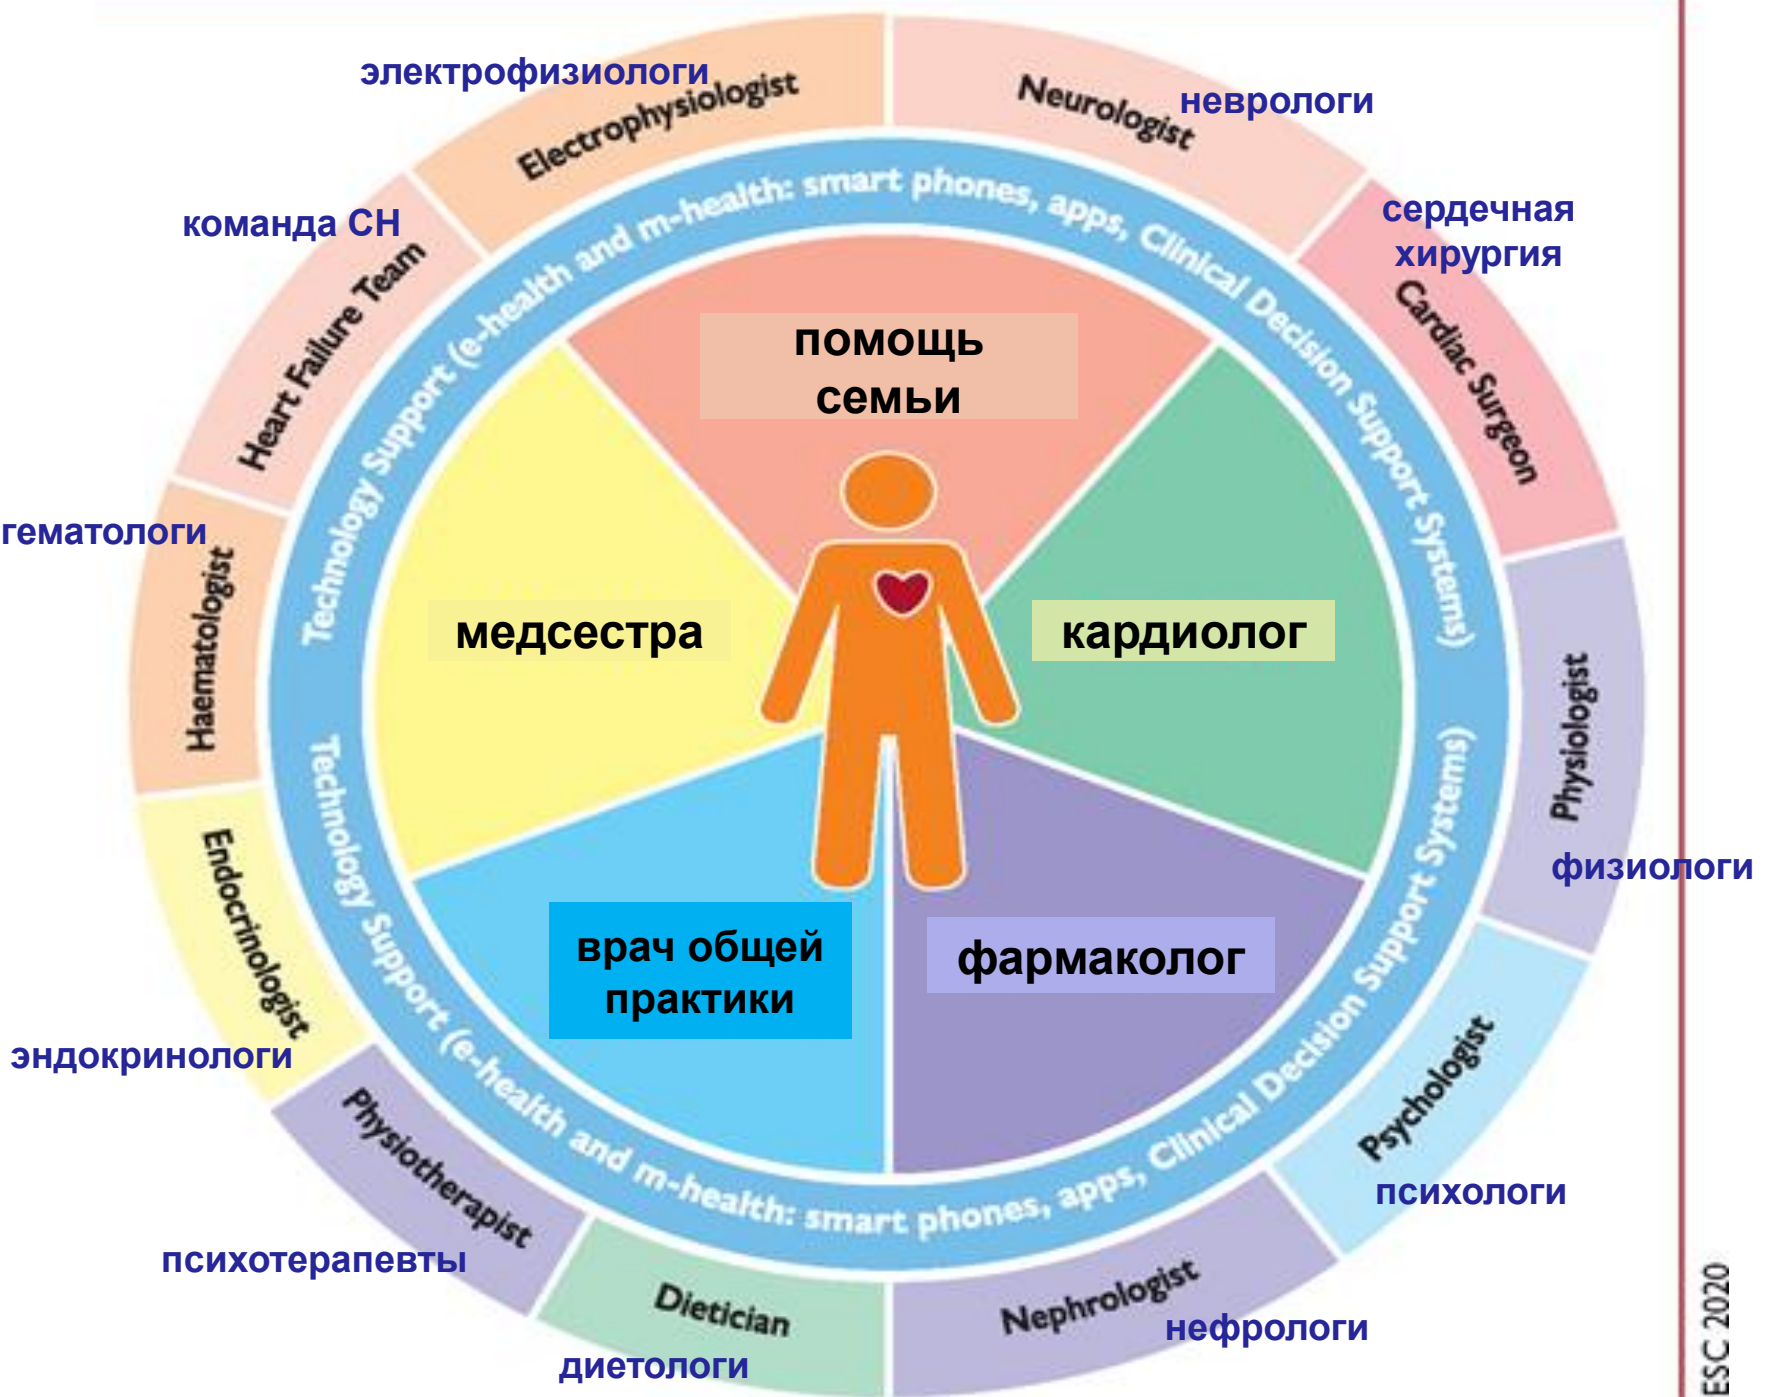 электрофизиологи
Electrophysiologist
Neurologist
неврологи
команда СН
Heart Failure Team
сердечная
хирургия
Cardiac Surgeon
Technology Support (e-health and m-health: smart phones, apps, Clinical Decision Support Systems)
помощь
семьи
гематологи
Haematologist
медсестра
кардиолог
Physiologist
физиологи
Endocrinologist
эндокринологи
врач общей
практики
фармаколог
Technology Support (e-health and m-health: smart phones, apps, Clinical Decision Support Systems)
Psychologist
психологи
Physiotherapist
психотерапевты
Dietician
диетологи
Nephrologist
нефрологи
ESC 2020